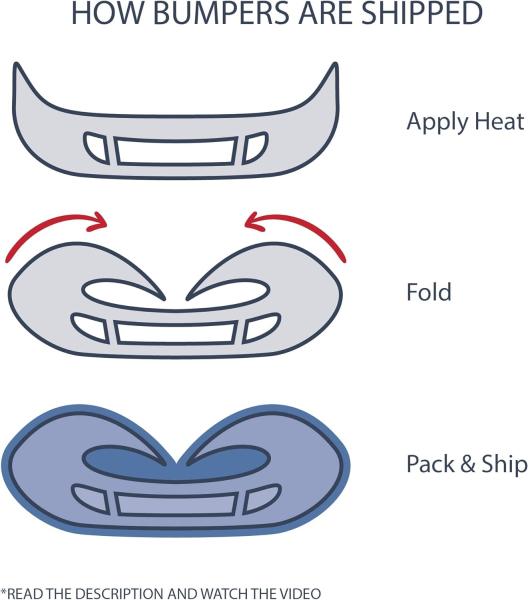 HOW BUMPERS ARE SHIPPED
Apply Heat
Fold
Pack & Ship
*READ THE DESCRIPTION AND WATCH THE VIDEO